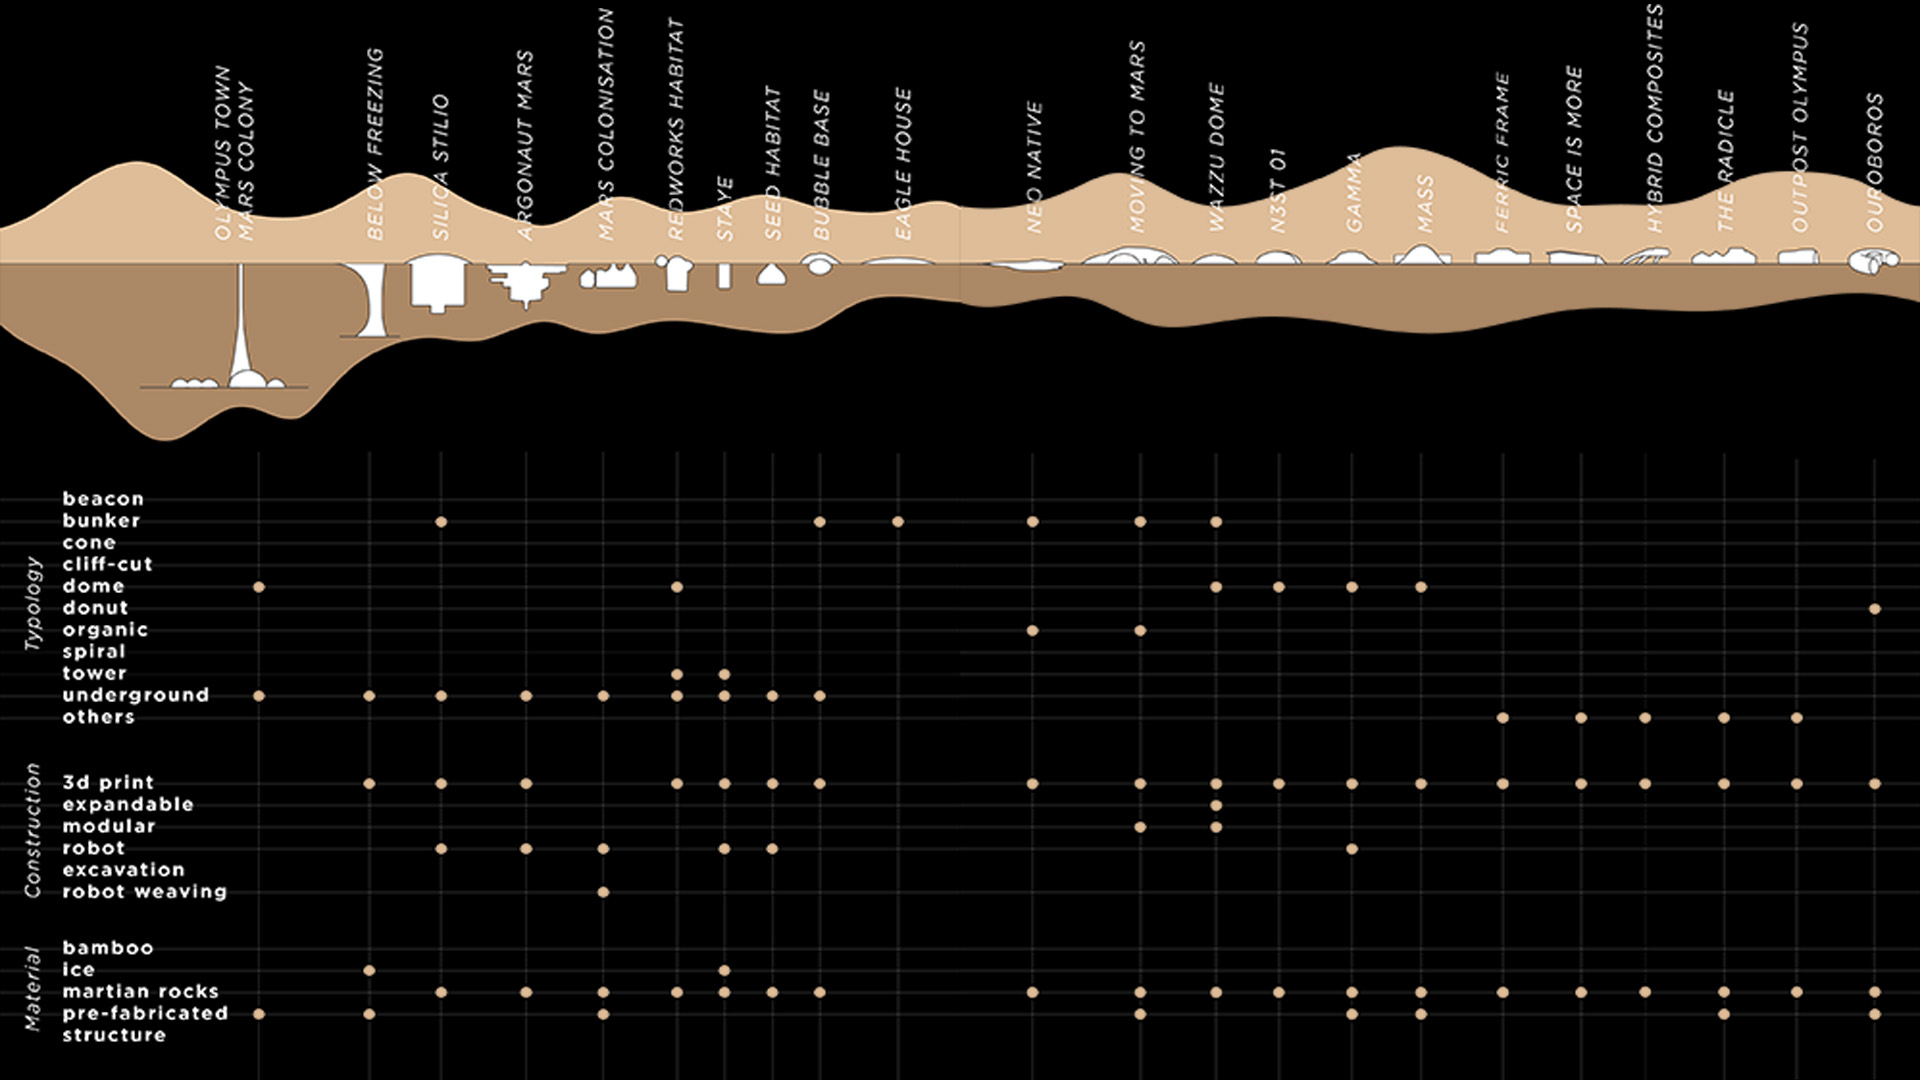 OLYMPUS TOWN
MARS COLONY
BELOW FREEZING
SILICA STILIO
ARGONAUT MARS
MARS COLONISATION
REDWORKS HABITAT
STAYE
SEED HABITAT
BUBBLE BASE
EAGLE HOUSE
NEO NATIVE
MOVING TO MARS
WAZZU DOME
N3ST 01
GAMMA
MASS
FERRIC FRAME
SPACE IS MORE
HYBRID COMPOSITES
THE RADICLE
OUTPOST OLYMPUS
OUROBOROS
Typology
beacon
bunker
cone
cliff-cut
dome
donut
organic
spiral
tower
underground
others
Construction
3d print
expandable
modular
robot
excavation
robot weaving
Material
bamboo
ice
martian rocks
pre-fabricated
structure